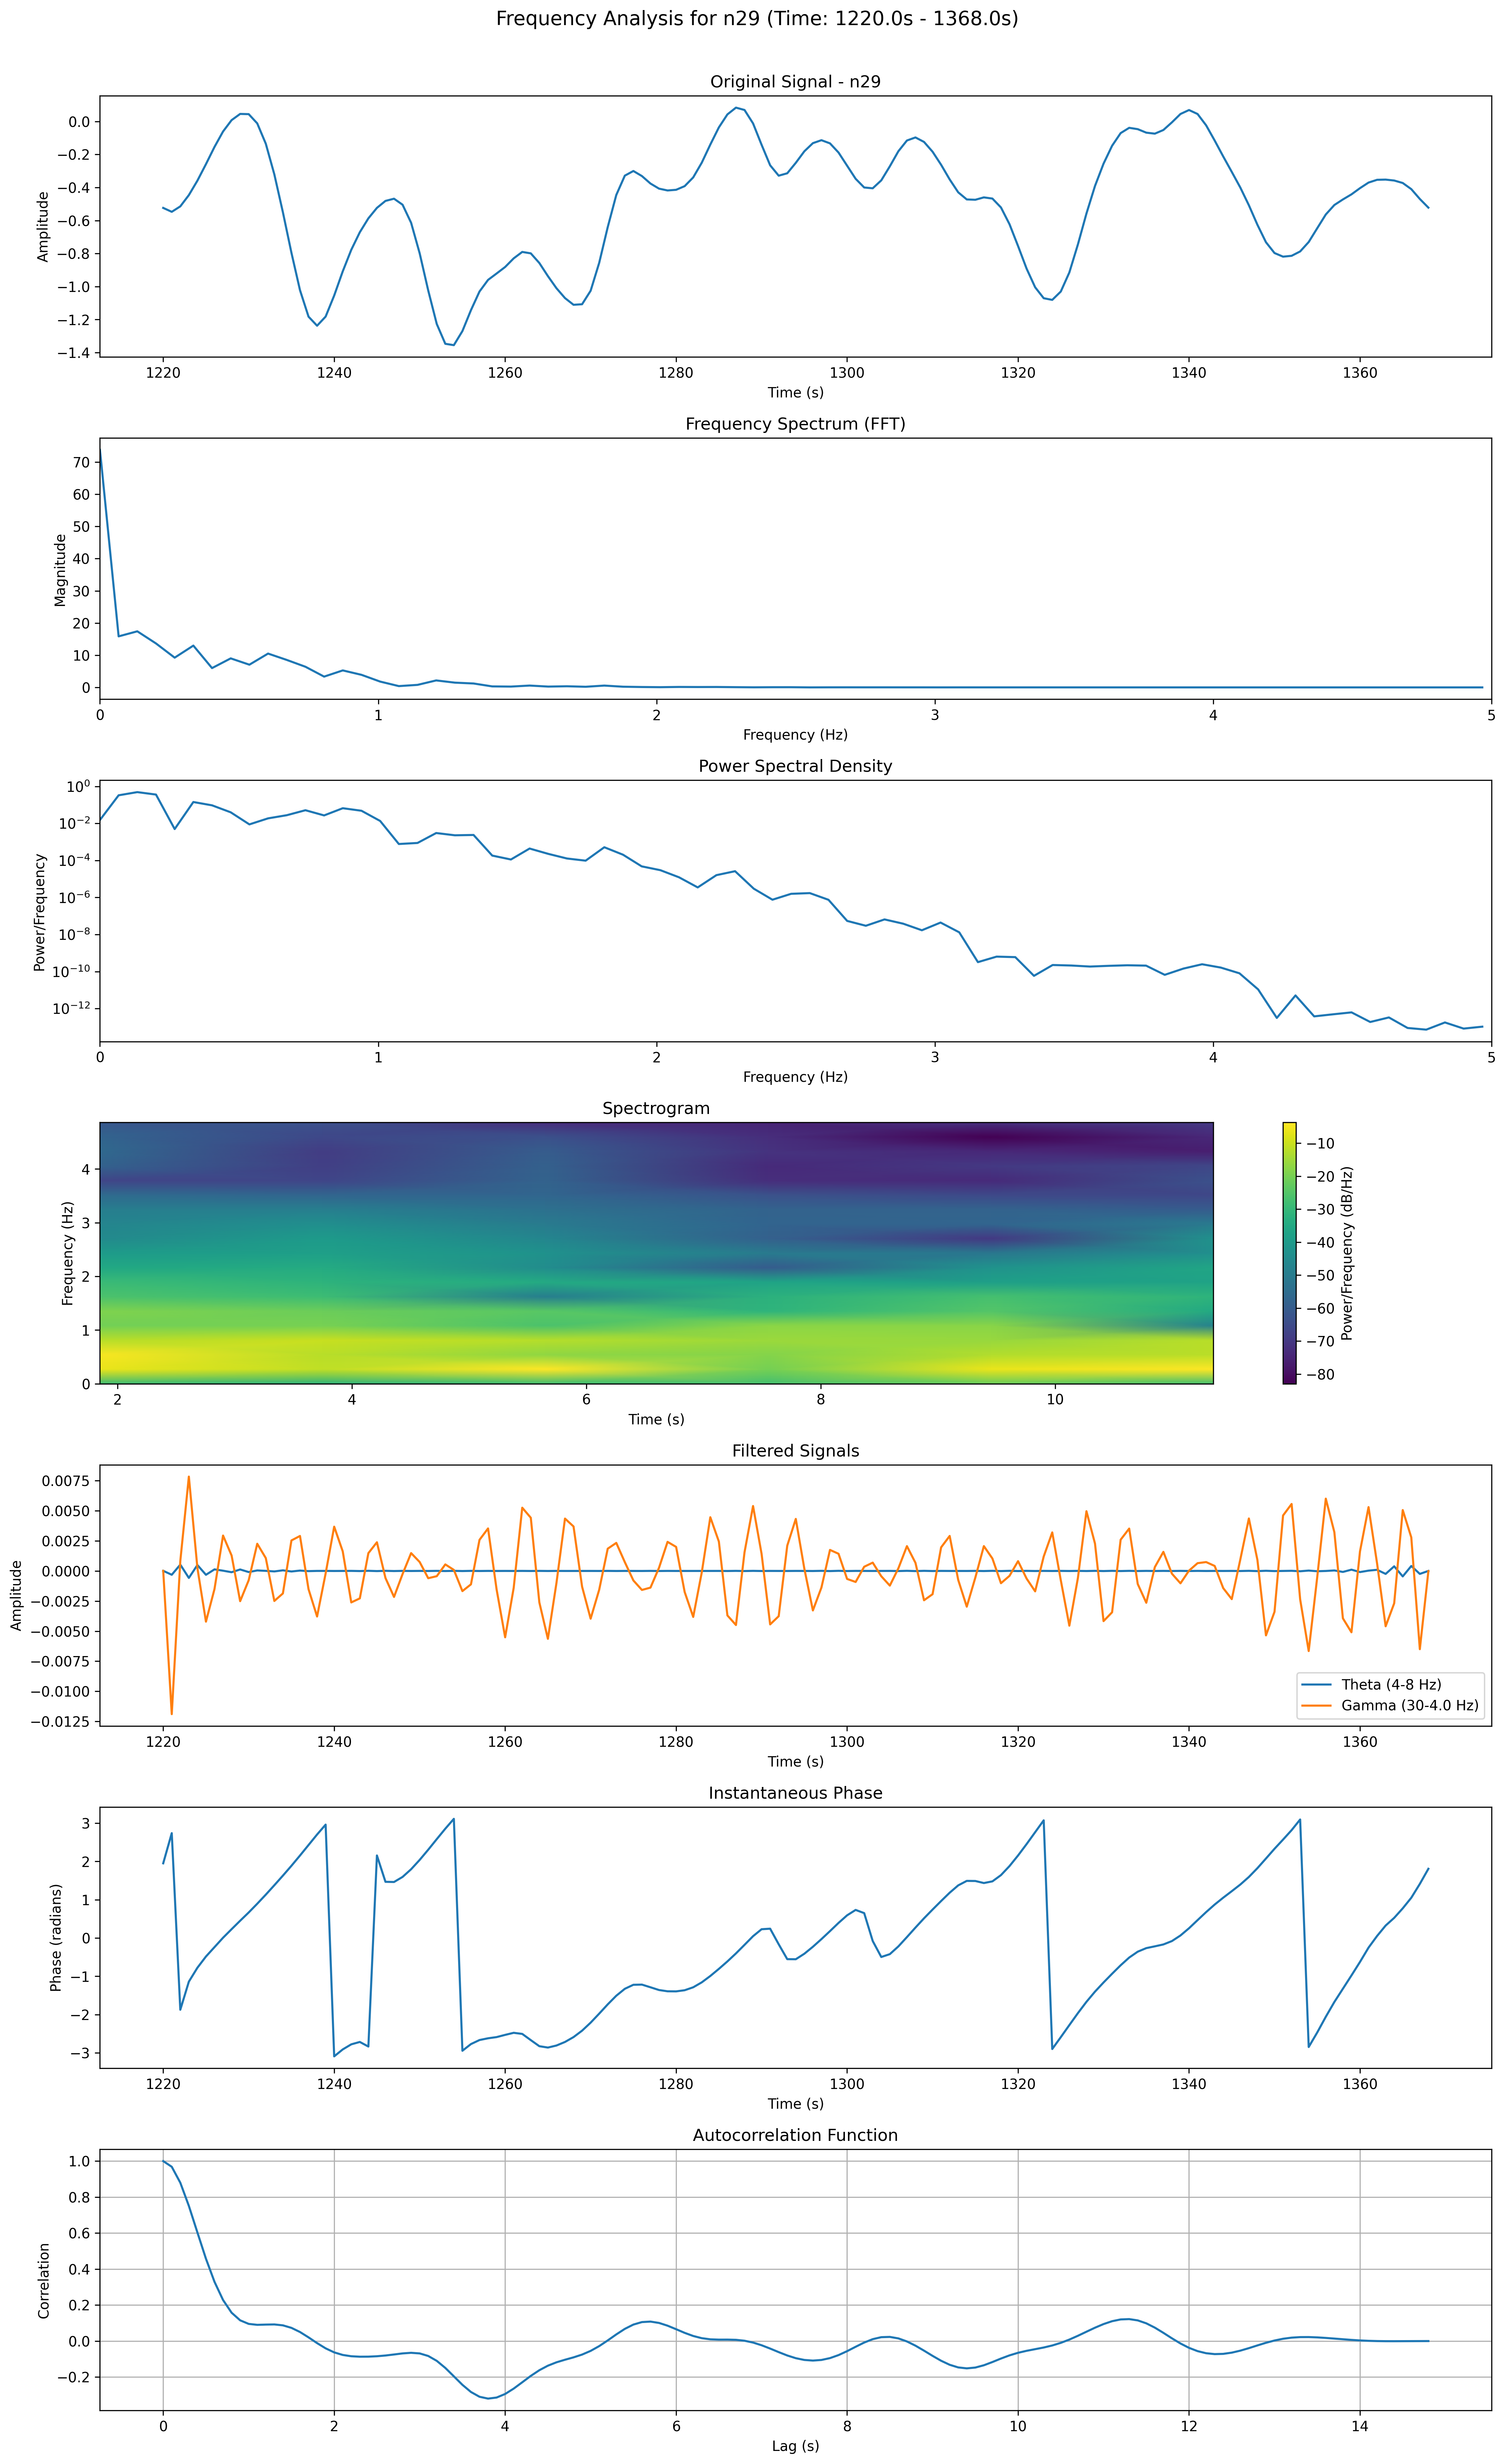 Frequency Analysis for n29 (Time: 1220.0s - 1368.0s)
Original Signal - n29
0.0
−0.2
−0.4
−0.6
−0.8
−1.0
−1.2
−1.4
Amplitude
1220 1240 1260 1280 1300 1320 1340 1360
Time (s)
Frequency Spectrum (FFT)
70
60
50
40
30
20
10
0
Magnitude
0 1 2 3 4 5
Frequency (Hz)
Power Spectral Density
10⁰
10⁻²
10⁻⁴
10⁻⁶
10⁻⁸
10⁻¹⁰
10⁻¹²
Power/Frequency
0 1 2 3 4 5
Frequency (Hz)
Spectrogram
4
3
2
1
0
Frequency (Hz)
2 4 6 8 10
Time (s)
−10
−20
−30
−40
−50
−60
−70
−80
Power/Frequency (dB/Hz)
Filtered Signals
0.0075
0.0050
0.0025
0.0000
−0.0025
−0.0050
−0.0075
−0.0100
−0.0125
Amplitude
Theta (4-8 Hz)
Gamma (30-4.0 Hz)
1220 1240 1260 1280 1300 1320 1340 1360
Time (s)
Instantaneous Phase
3
2
1
0
−1
−2
−3
Phase (radians)
1220 1240 1260 1280 1300 1320 1340 1360
Time (s)
Autocorrelation Function
1.0
0.8
0.6
0.4
0.2
0.0
−0.2
Correlation
0 2 4 6 8 10 12 14
Lag (s)